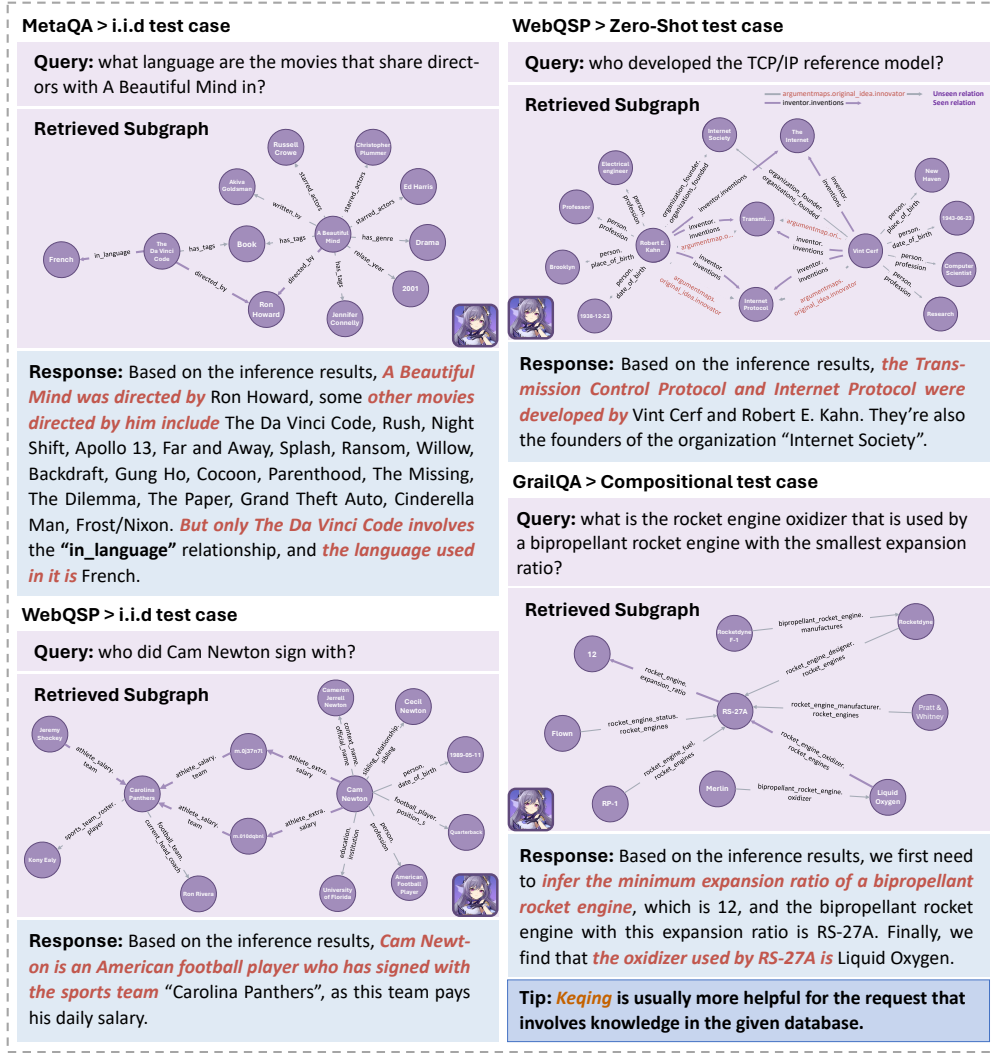 MetaQA > i.i.d test case
Query: what language are the movies that share direct-
ors with A Beautiful Mind in?
Retrieved Subgraph
Russell
Crowe
Christopher
Plummer
Akiva
Goldsman
Ed Harris
starred_actors
starred_actors
starred_actors
written_by
French
in_language
The
Da Vinci
Code
has_tags
Book
has_tags
A Beautiful
Mind
has_genre
Drama
directed_by
directed_by
has_tags
relase_year
2001
Ron
Howard
Jennifer
Connelly
Response: Based on the inference results, A Beautiful
Mind was directed by Ron Howard, some other movies
directed by him include The Da Vinci Code, Rush, Night
Shift, Apollo 13, Far and Away, Splash, Ransom, Willow,
Backdraft, Gung Ho, Cocoon, Parenthood, The Missing,
The Dilemma, The Paper, Grand Theft Auto, Cinderella
Man, Frost/Nixon. But only The Da Vinci Code involves
the “in_language” relationship, and the language used
in it is French.
WebQSP > i.i.d test case
Query: who did Cam Newton sign with?
Retrieved Subgraph
Cameron
Jerrell
Newton
Cecil
Newton
Jeremy
Shockey
context_name
official_name
sibling_relationship.
sibling
m.0j37n7l
athlete_salary.
team
athlete_salary.
team
athlete_extra.
salary
person.
date_of_birth
1989-05-11
Carolina
Panthers
Cam
Newton
athlete_salary.
team
athlete_extra.
salary
football_player.
position_s
sports_team_roster.
player
football_team.
current_head_coach
m.010dqbnt
Quarterback
education.
institution
person.
profession
Kony Ealy
Ron Rivera
University
of Florida
American
Football
Player
Response: Based on the inference results, Cam Newt-
on is an American football player who has signed with
the sports team “Carolina Panthers”, as this team pays
his daily salary.
WebQSP > Zero-Shot test case
Query: who developed the TCP/IP reference model?
Retrieved Subgraph
argumentmaps.original_idea.innovator
Unseen relation
inventor.inventions
Seen relation
Internet
Society
The
Internet
Electrical
engineer
New
Haven
organization_founder.
organizations_founded
inventor.inventions
organization_founder.
organizations_founded
inventor.
inventions
person.
place_of_birth
person.
profession
Professor
person.
profession
1943-06-23
person.
date_of_birth
inventor.
inventions
Transmi...
argumentmap.ori...
argumentmap.o...
Robert E.
Kahn
inventor.
inventions
Vint Cerf
person.
profession
Computer
Scientist
Brooklyn
person.
place_of_birth
person.
date_of_birth
inventor.
inventions
inventor.
inventions
person.
profession
Research
argumentmaps.
original_idea.innovator
Internet
Protocol
argumentmaps.
original_idea.innovator
1938-12-23
Response: Based on the inference results, the Trans-
mission Control Protocol and Internet Protocol were
developed by Vint Cerf and Robert E. Kahn. They’re also
the founders of the organization “Internet Society”.
GrailQA > Compositional test case
Query: what is the rocket engine oxidizer that is used by
a bipropellant rocket engine with the smallest expansion
ratio?
Retrieved Subgraph
Rocketdyne
F-1
bipropellant_rocket_engine.
manufactures
Rocketdyne
12
rocket_engine.
expansion_ratio
rocket_engine_designer.
rocket_engines
RS-27A
rocket_engine_manufacturer.
rocket_engines
Pratt &
Whitney
Flown
rocket_engine_status.
rocket_engines
rocket_engine_fuel.
rocket_engines
rocket_engine_oxidizer.
rocket_engines
RP-1
Merlin
bipropellant_rocket_engine.
oxidizer
Liquid
Oxygen
Response: Based on the inference results, we first need
to infer the minimum expansion ratio of a bipropellant
rocket engine, which is 12, and the bipropellant rocket
engine with this expansion ratio is RS-27A. Finally, we
find that the oxidizer used by RS-27A is Liquid Oxygen.
Tip: Keqing is usually more helpful for the request that
involves knowledge in the given database.